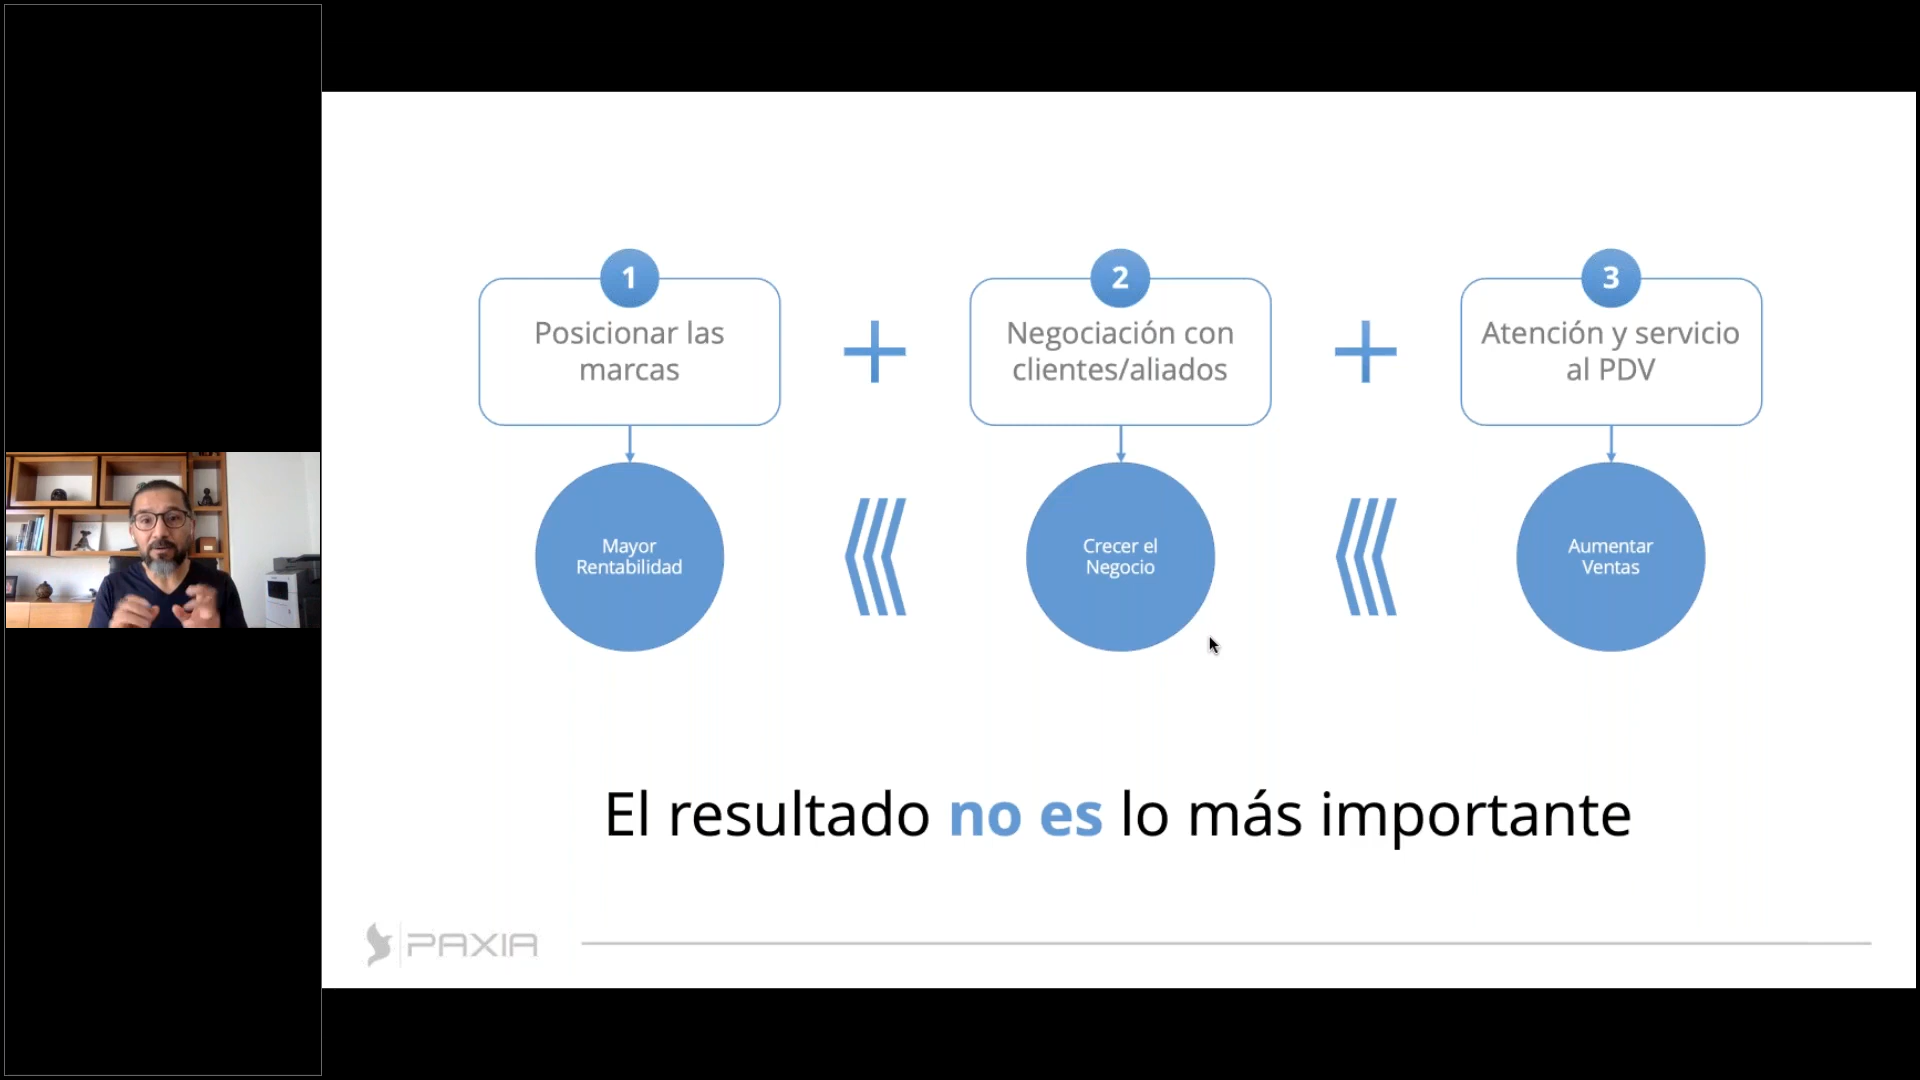 1
Posicionar las
marcas
2
Negociación con
clientes/aliados
3
Atención y servicio
al PDV
Mayor
Rentabilidad
Crecer el
Negocio
Aumentar
Ventas
El resultado no es lo más importante
PAXIA